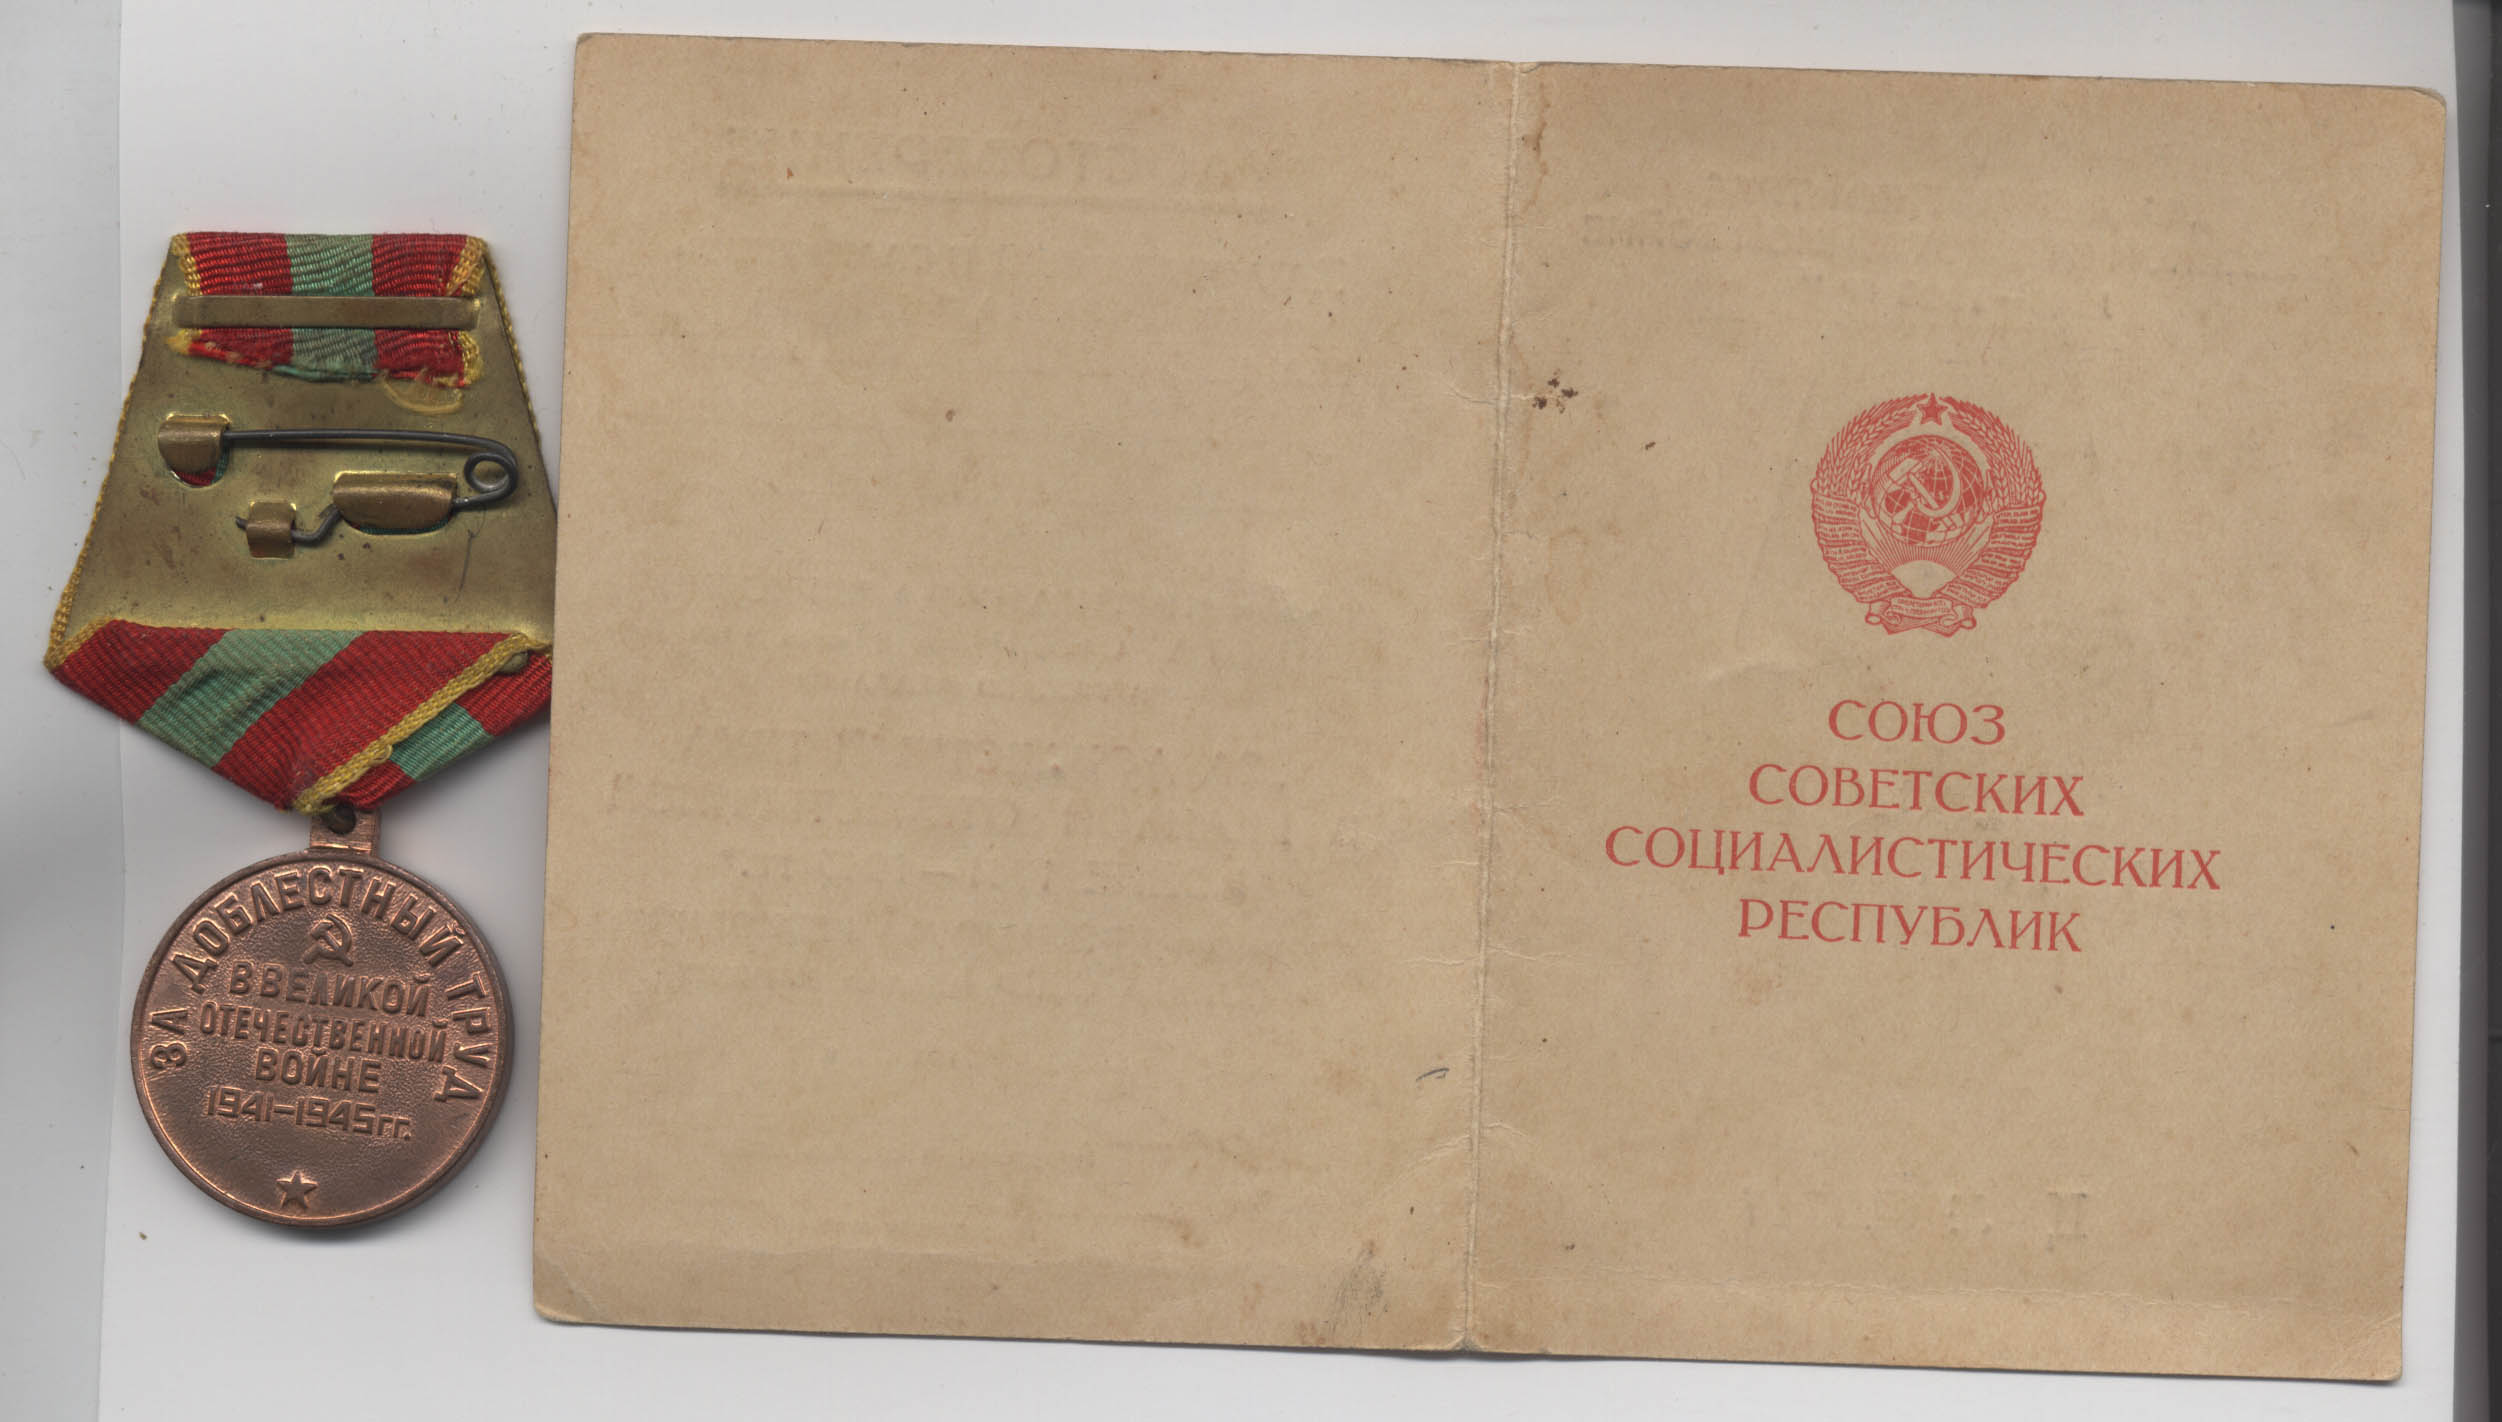 ЗА ДОБЛЕСТНЫЙ ТРУД
В ВЕЛИКОЙ
ОТЕЧЕСТВЕННОЙ
ВОЙНЕ
1941–1945 гг.
СОЮЗ
СОВЕТСКИХ
СОЦИАЛИСТИЧЕСКИХ
РЕСПУБЛИК